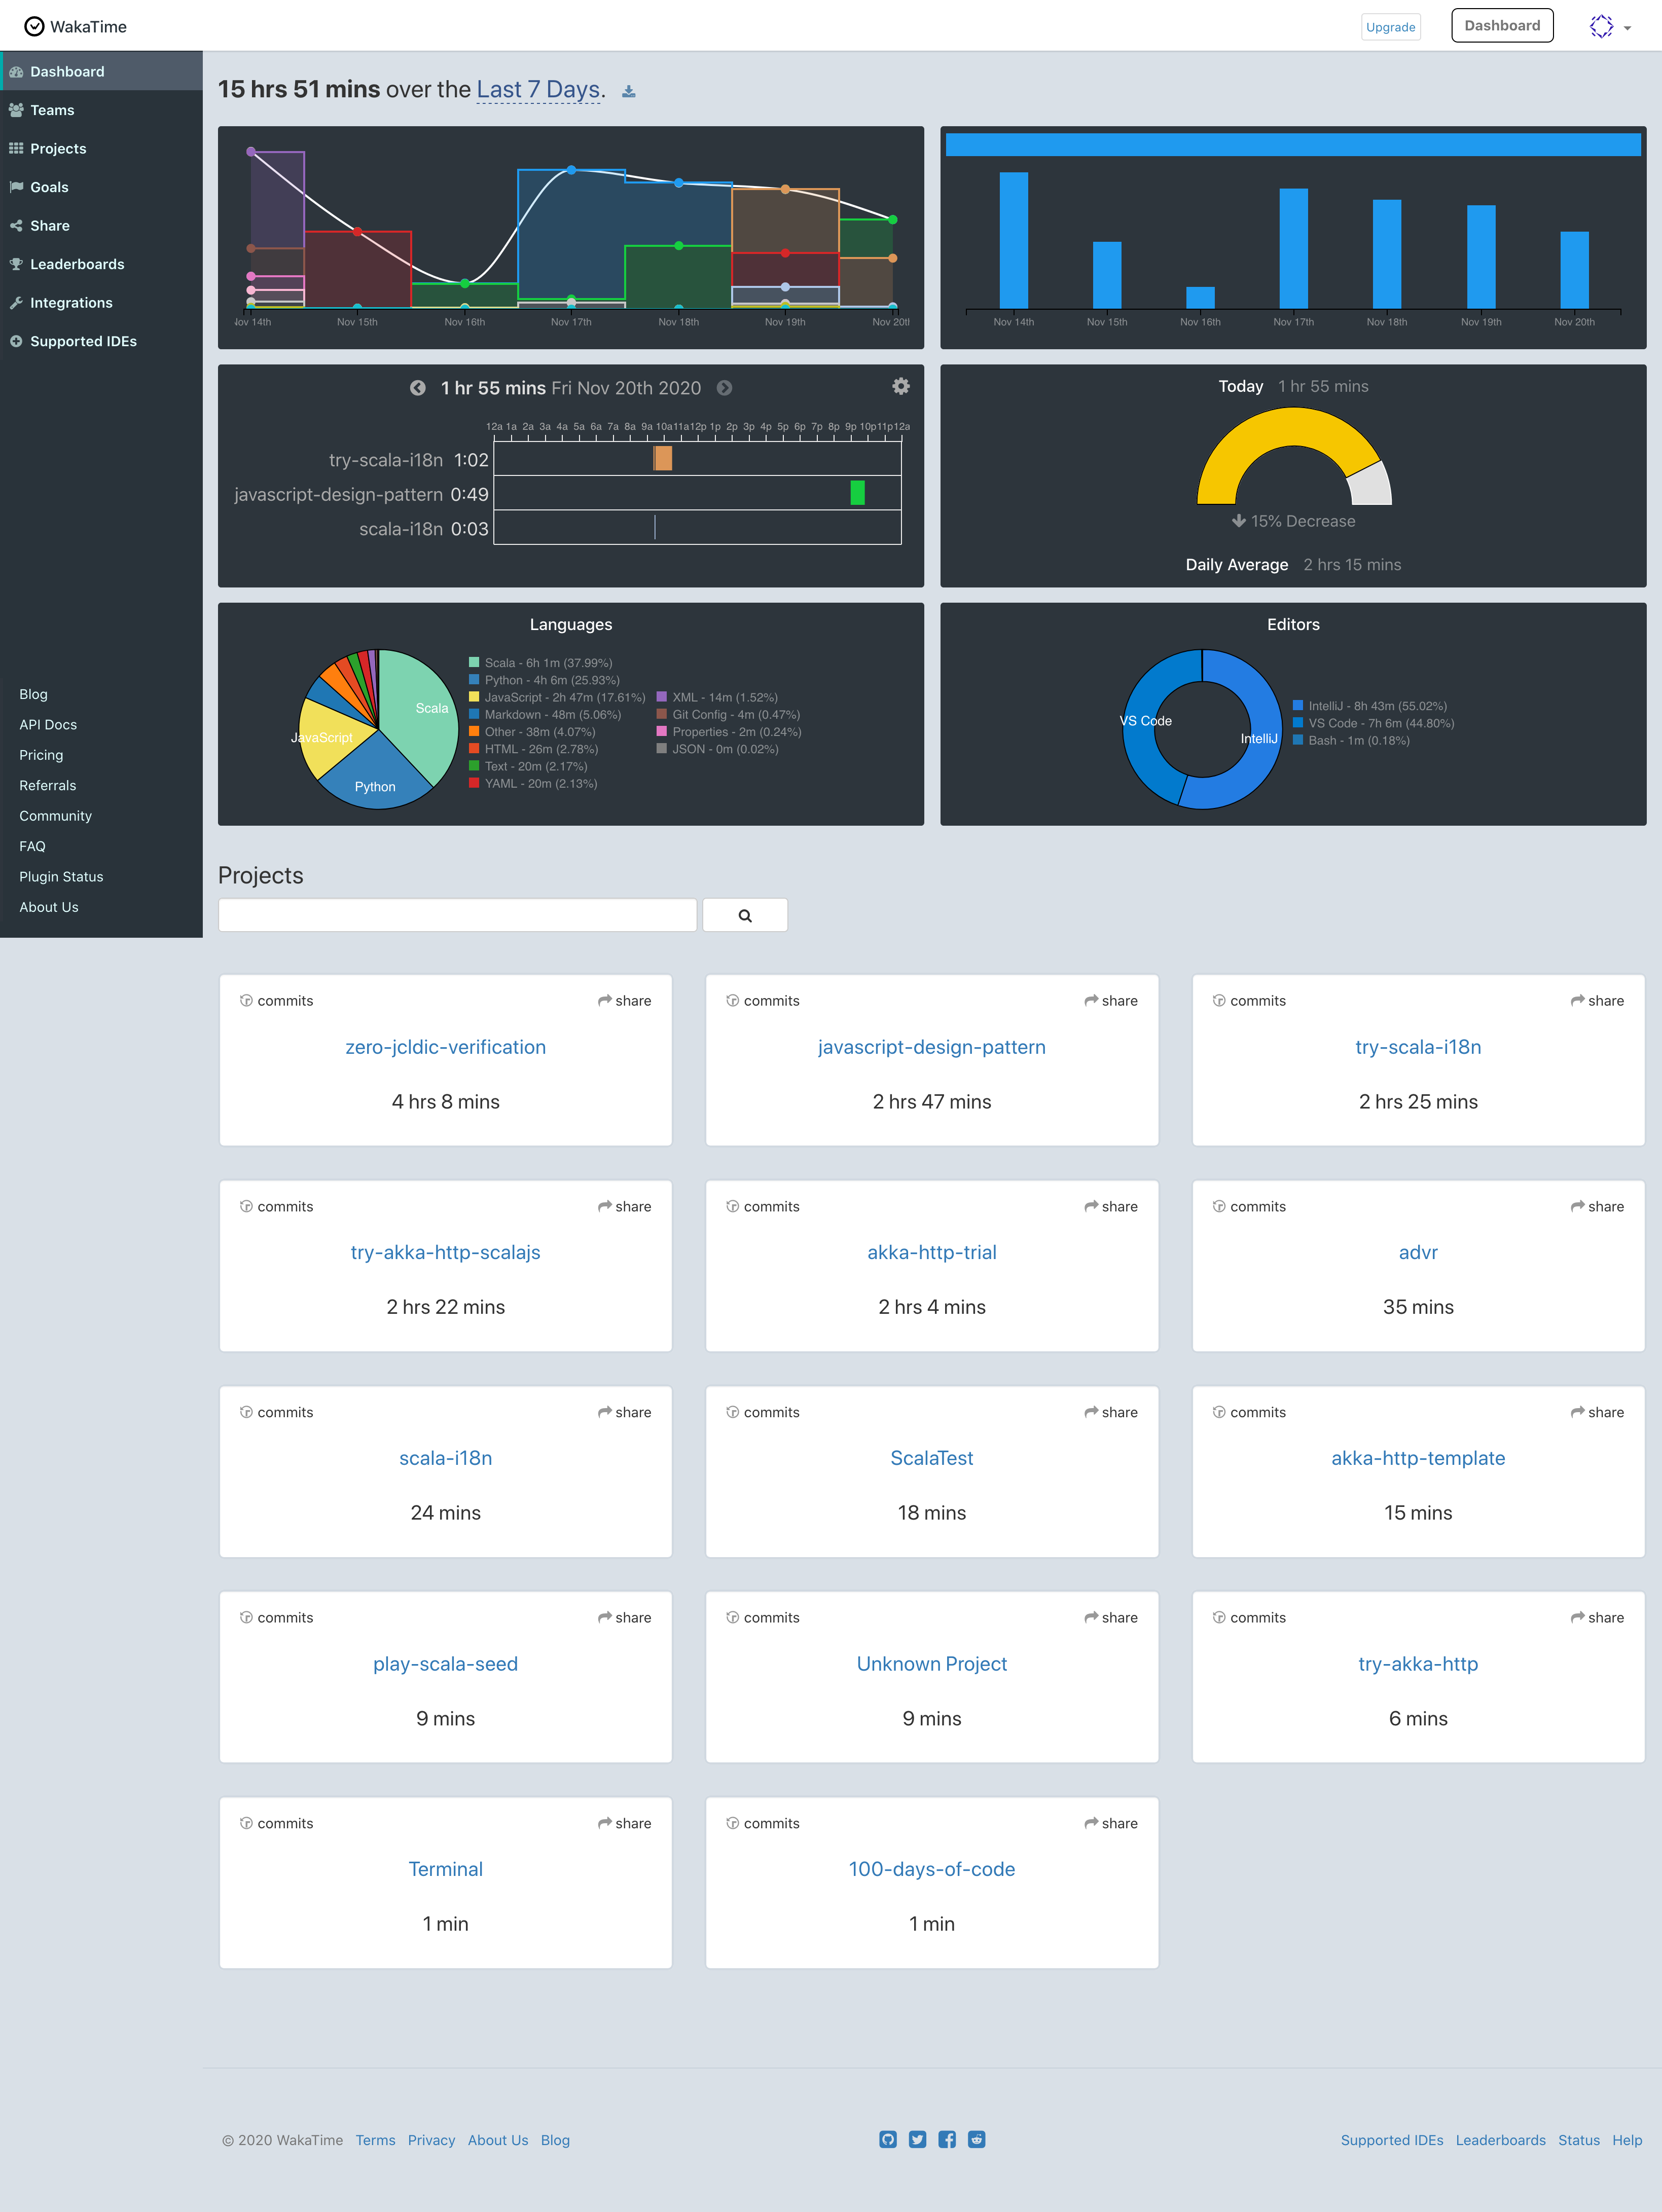 WakaTime
Upgrade
Dashboard
Dashboard
Teams
Projects
Goals
Share
Leaderboards
Integrations
Supported IDEs
Blog
API Docs
Pricing
Referrals
Community
FAQ
Plugin Status
About Us
15 hrs 51 mins over the Last 7 Days.
Nov 15th Nov 16th Nov 17th Nov 18th Nov 19th
Nov 14th Nov 15th Nov 16th Nov 17th Nov 18th Nov 19th Nov 20th
1 hr 55 mins Fri Nov 20th 2020
12a 1a 2a 3a 4a 5a 6a 7a 8a 9a 10a 11a 12p 1p 2p 3p 4p 5p 6p 7p 8p 9p 10p 11p 12a
try-scala-i18n 1:02
javascript-design-pattern 0:49
scala-i18n 0:03
Today 1 hr 55 mins
15% Decrease
Daily Average 2 hrs 15 mins
Languages
Scala
JavaScript
Python
Scala - 6h 1m (37.99%)
Python - 4h 6m (25.93%)
JavaScript - 2h 47m (17.61%)
Markdown - 48m (5.06%)
Other - 38m (4.07%)
HTML - 26m (2.78%)
Text - 20m (2.17%)
YAML - 20m (2.13%)
XML - 14m (1.52%)
Git Config - 4m (0.47%)
Properties - 2m (0.24%)
JSON - 0m (0.02%)
Editors
VS Code
IntelliJ
IntelliJ - 8h 43m (55.02%)
VS Code - 7h 6m (44.80%)
Bash - 1m (0.18%)
Projects
commits share
zero-jcldic-verification
4 hrs 8 mins
commits share
javascript-design-pattern
2 hrs 47 mins
commits share
try-scala-i18n
2 hrs 25 mins
commits share
try-akka-http-scalajs
2 hrs 22 mins
commits share
akka-http-trial
2 hrs 4 mins
commits share
advr
35 mins
commits share
scala-i18n
24 mins
commits share
ScalaTest
18 mins
commits share
akka-http-template
15 mins
commits share
play-scala-seed
9 mins
commits share
Unknown Project
9 mins
commits share
try-akka-http
6 mins
commits share
Terminal
1 min
commits share
100-days-of-code
1 min
© 2020 WakaTime Terms Privacy About Us Blog
Supported IDEs Leaderboards Status Help